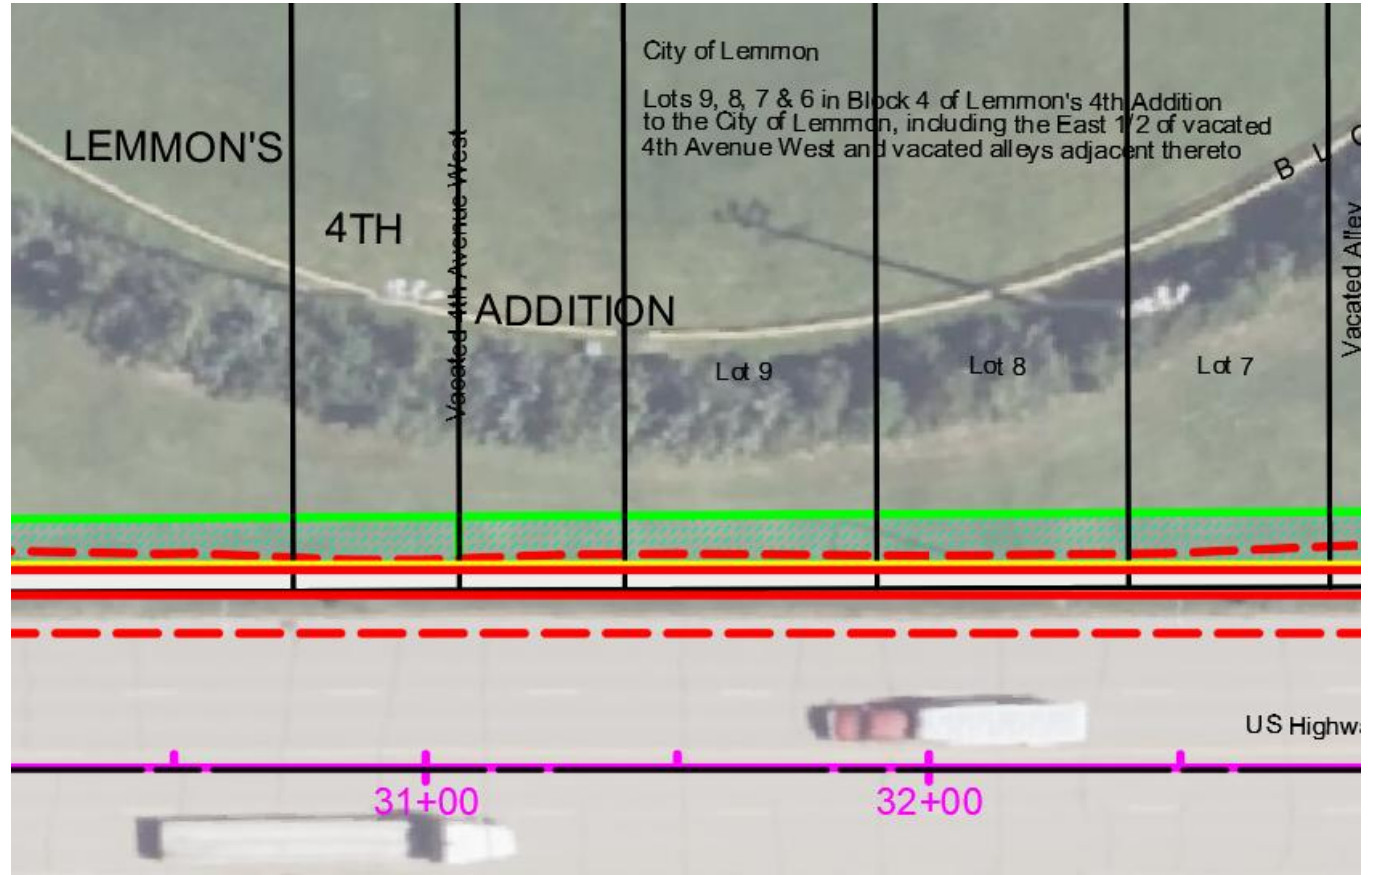 City of Lemmon
Lots 9, 8, 7 & 6 in Block 4 of Lemmon's 4th Addition
to the City of Lemmon, including the East 1/2 of vacated
4th Avenue West and vacated alleys adjacent thereto
LEMMON'S
4TH
ADDITION
Vacated 4th Avenue West
B L
Vacated Alley
Lot 9
Lot 8
Lot 7
US Highw
31+00
32+00